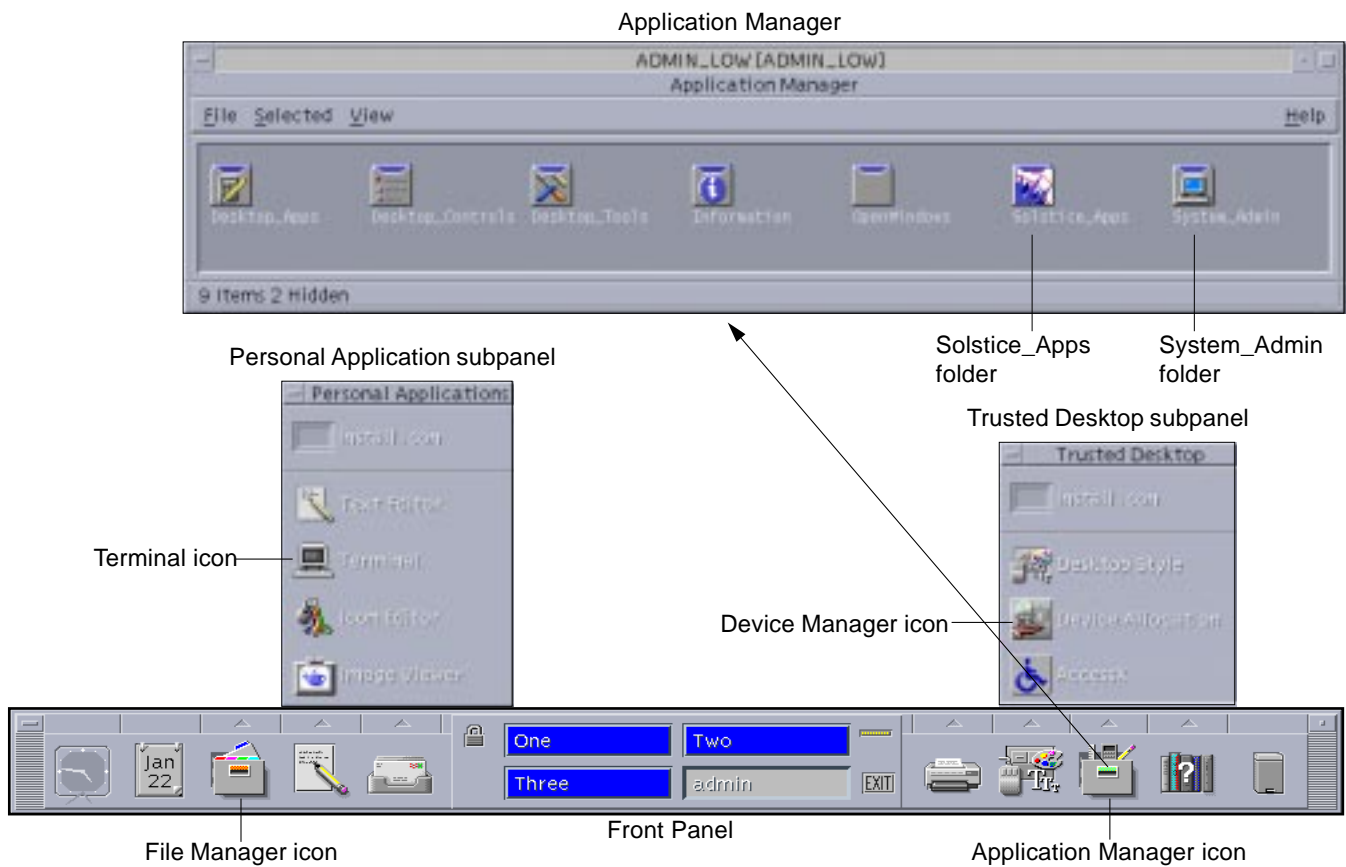 Application Manager
ADMIN_LOW [ADMIN_LOW]
Application Manager
File Selected View Help
Desktop_Apps Desktop_Controls Desktop_Tools Information OpenWindows Solstice_Apps System_Admin
9 Items 2 Hidden
Solstice_Apps
folder
System_Admin
folder
Personal Application subpanel
Personal Applications
Install Icon
Text Editor
Terminal
Icon Editor
Image Viewer
Terminal icon
Trusted Desktop subpanel
Trusted Desktop
Install Icon
Desktop Style
Device Allocation
AccessX
Device Manager icon
Jan
22
One Two
Three admin
EXIT
Front Panel
File Manager icon
Application Manager icon